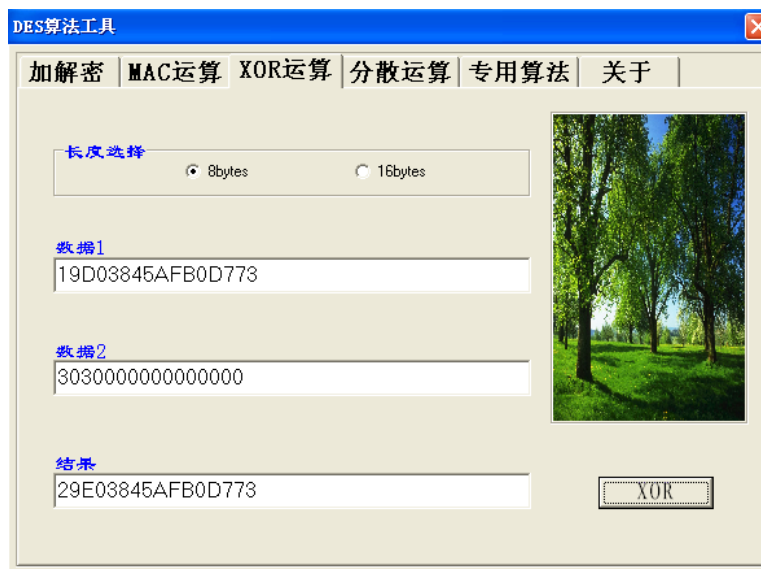 DES算法工具
加解密 MAC运算 XOR运算 分散运算 专用算法 关于
长度选择
8bytes 16bytes
数据1
19D03845AFB0D773
数据2
3030000000000000
结果
29E03845AFB0D773
XOR